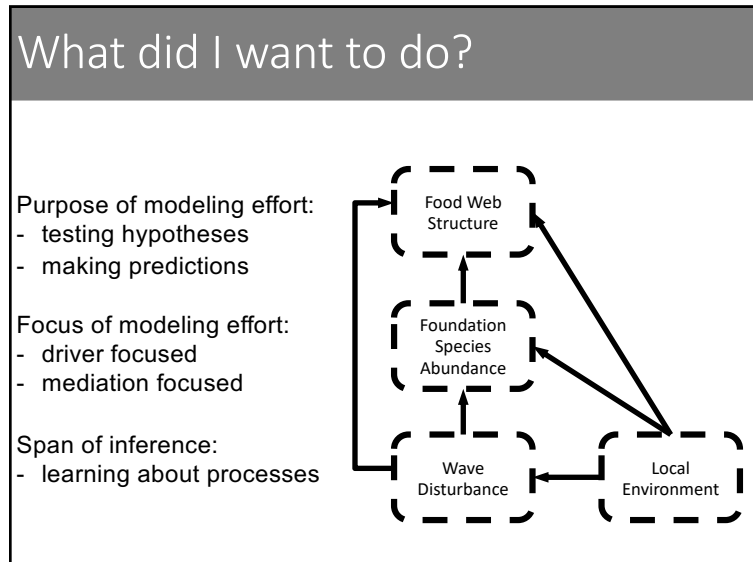 What did I want to do?
Purpose of modeling effort:
- testing hypotheses
- making predictions
Focus of modeling effort:
- driver focused
- mediation focused
Span of inference:
- learning about processes
Food Web
Structure
Foundation
Species
Abundance
Wave
Disturbance
Local
Environment